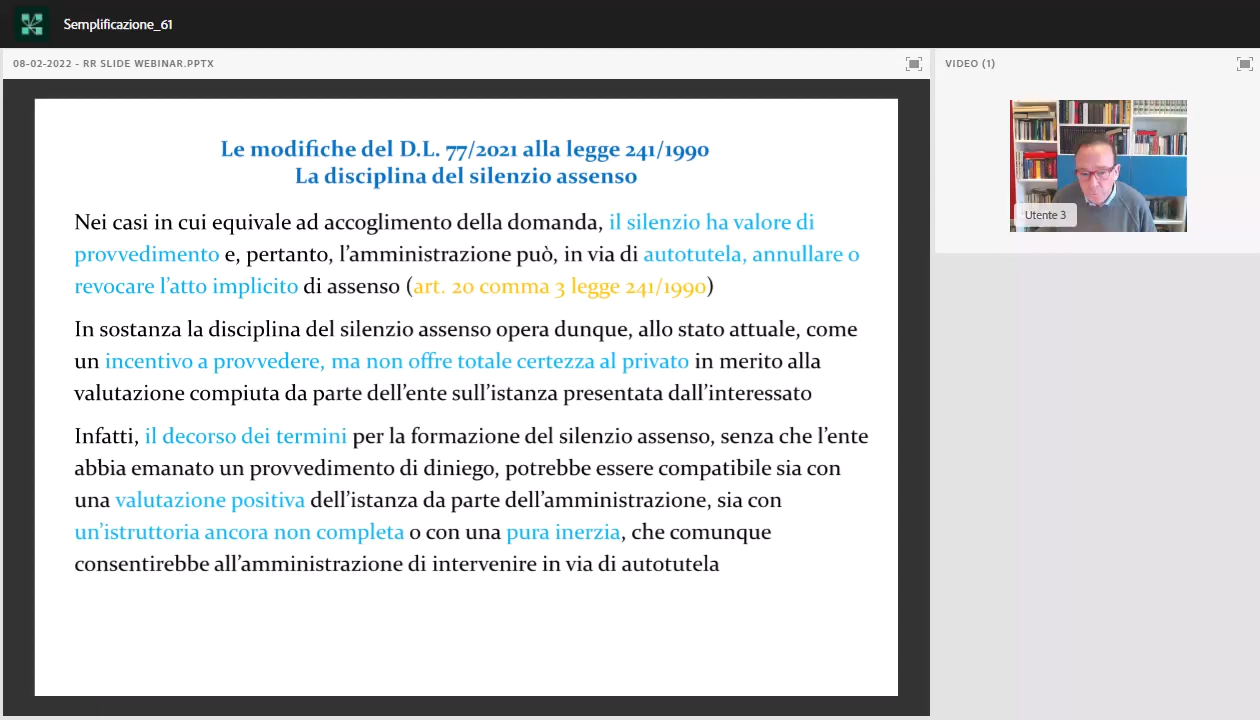 Semplificazione_61
08-02-2022 - RR SLIDE WEBINAR.PPTX
VIDEO (1)
Le modifiche del D.L. 77/2021 alla legge 241/1990
La disciplina del silenzio assenso
Nei casi in cui equivale ad accoglimento della domanda, il silenzio ha valore di
provvedimento e, pertanto, l’amministrazione può, in via di autotutela, annullare o
revocare l’atto implicito di assenso (art. 20 comma 3 legge 241/1990)
In sostanza la disciplina del silenzio assenso opera dunque, allo stato attuale, come
un incentivo a provvedere, ma non offre totale certezza al privato in merito alla
valutazione compiuta da parte dell’ente sull’istanza presentata dall’interessato
Infatti, il decorso dei termini per la formazione del silenzio assenso, senza che l’ente
abbia emanato un provvedimento di diniego, potrebbe essere compatibile sia con
una valutazione positiva dell’istanza da parte dell’amministrazione, sia con
un’istruttoria ancora non completa o con una pura inerzia, che comunque
consentirebbe all’amministrazione di intervenire in via di autotutela
Utente 3